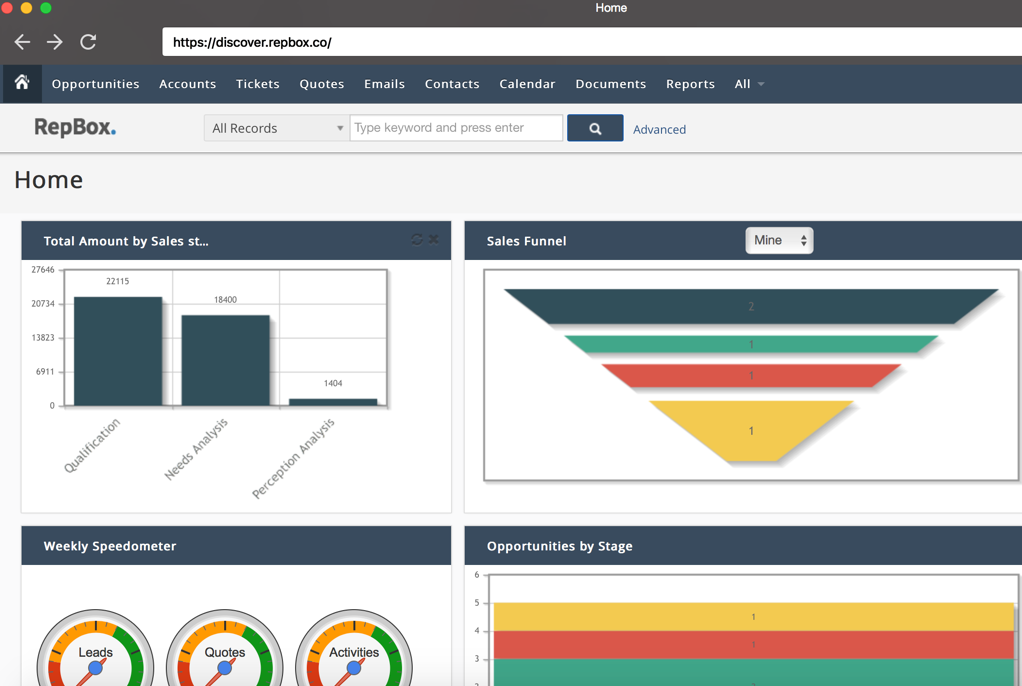 Home
https://discover.repbox.co/
Opportunities Accounts Tickets Quotes Emails Contacts Calendar Documents Reports All
RepBox. All Records Type keyword and press enter Advanced
Home
Total Amount by Sales st...
27646
20734
13823
6911
0
22115
18400
1404
Qualification
Needs Analysis
Perception Analysis
Sales Funnel Mine
2
1
1
1
Weekly Speedometer
Leads Quotes Activities
Opportunities by Stage
6
5
4
3
1
1